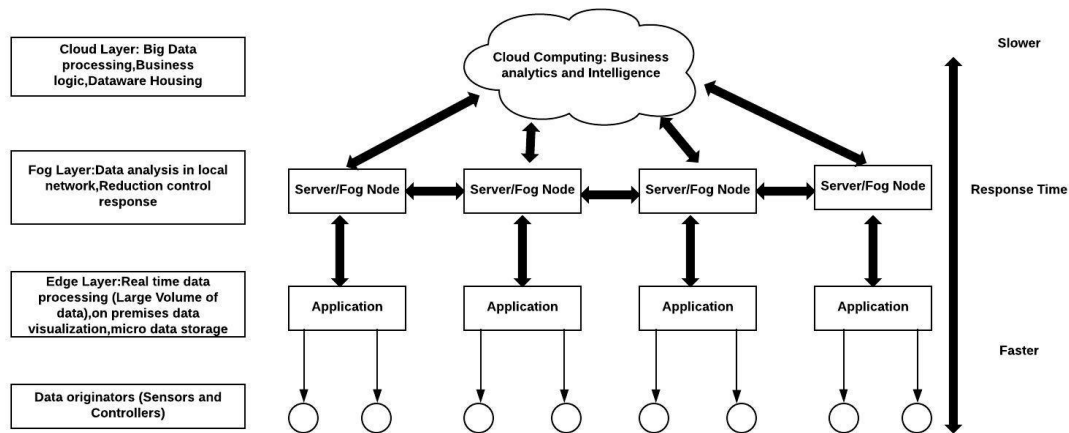 Cloud Layer: Big Data
processing,Business
logic,Dataware Housing
Cloud Computing: Business
analytics and Intelligence
Slower
Fog Layer:Data analysis in local
network,Reduction control
response
Server/Fog Node
Server/Fog Node
Server/Fog Node
Server/Fog Node
Response Time
Edge Layer:Real time data
processing (Large Volume of
data),on premises data
visualization,micro data storage
Application
Application
Application
Application
Faster
Data originators (Sensors and
Controllers)